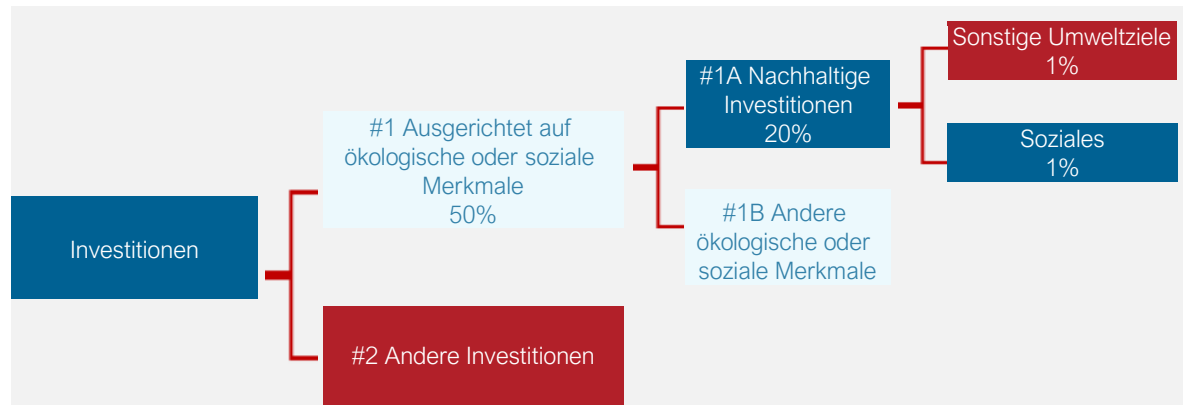 Investitionen
#1 Ausgerichtet auf
ökologische oder soziale
Merkmale
50%
#2 Andere Investitionen
#1A Nachhaltige
Investitionen
20%
#1B Andere
ökologische oder
soziale Merkmale
Sonstige Umweltziele
1%
Soziales
1%